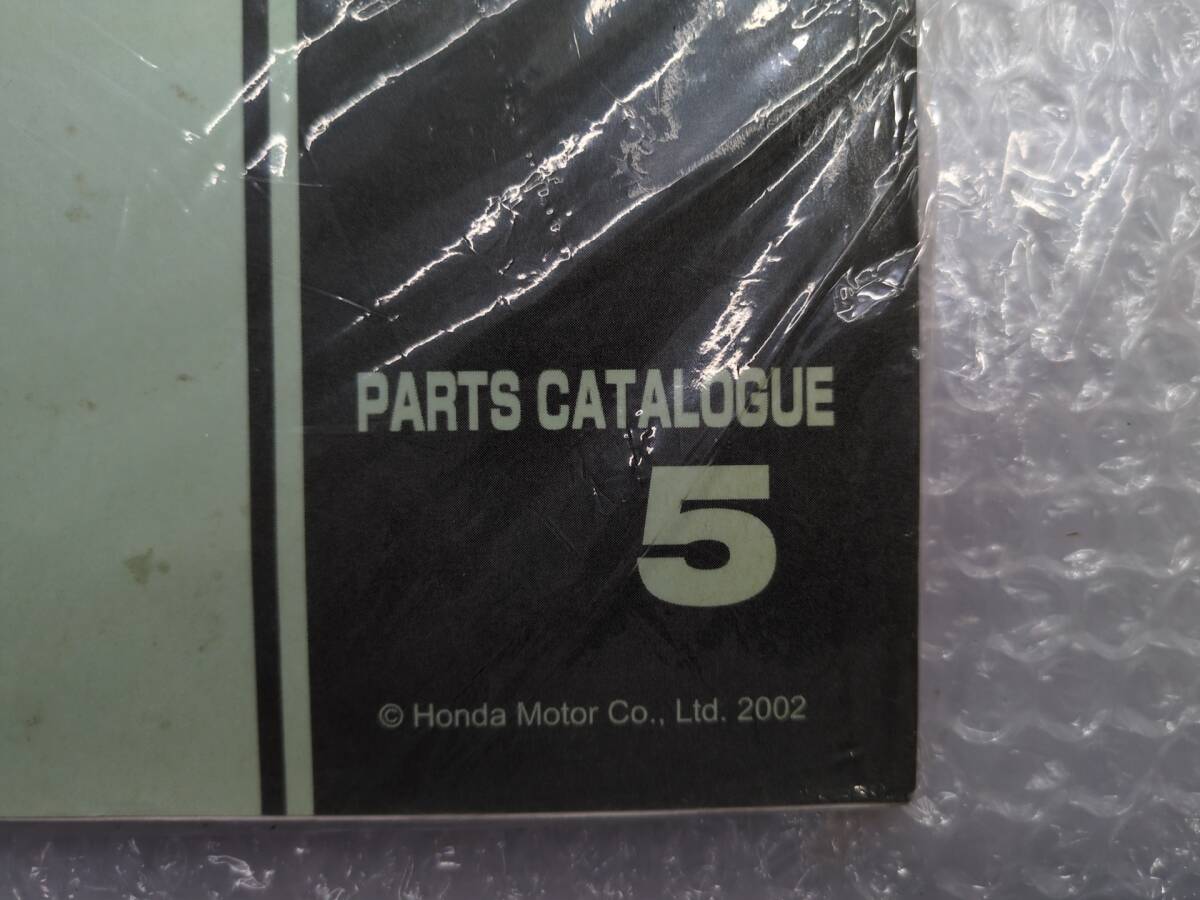 PARTS CATALOGUE
5
© Honda Motor Co., Ltd. 2002